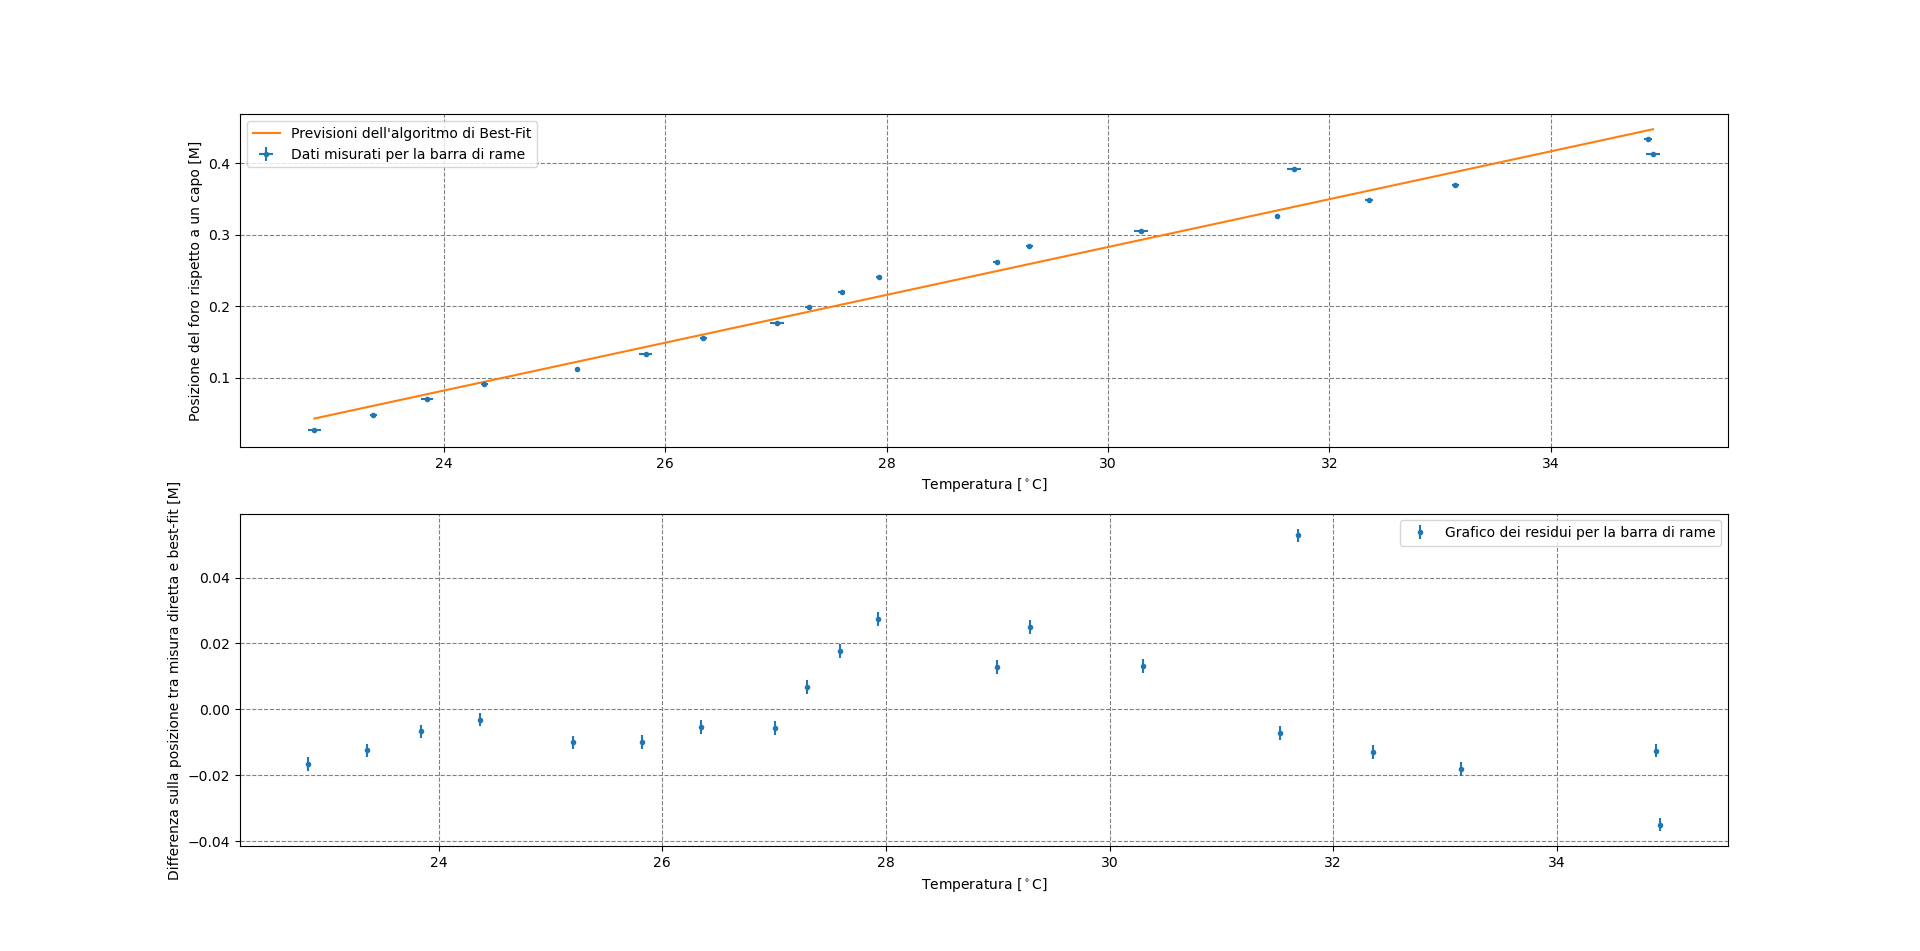 Previsioni dell'algoritmo di Best-Fit
Dati misurati per la barra di rame
Posizione del foro rispetto a un capo [M]
0.4
0.3
0.2
0.1
24 26 28 30 32 34
Temperatura [°C]
Grafico dei residui per la barra di rame
Differenza sulla posizione tra misura diretta e best-fit [M]
0.04
0.02
0.00
−0.02
−0.04
24 26 28 30 32 34
Temperatura [°C]